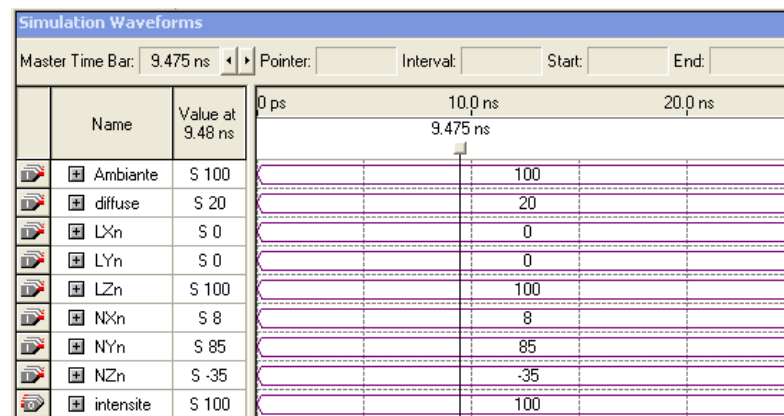 Simulation Waveforms
Master Time Bar: 9.475 ns Pointer: Interval: Start: End:
Name Value at 9.48 ns 0 ps 10.0 ns 20.0 ns
9.475 ns
Ambiante S 100 100
diffuse S 20 20
LXn S 0 0
LYn S 0 0
LZn S 100 100
NXn S 8 8
NYn S 85 85
NZn S -35 -35
intensite S 100 100